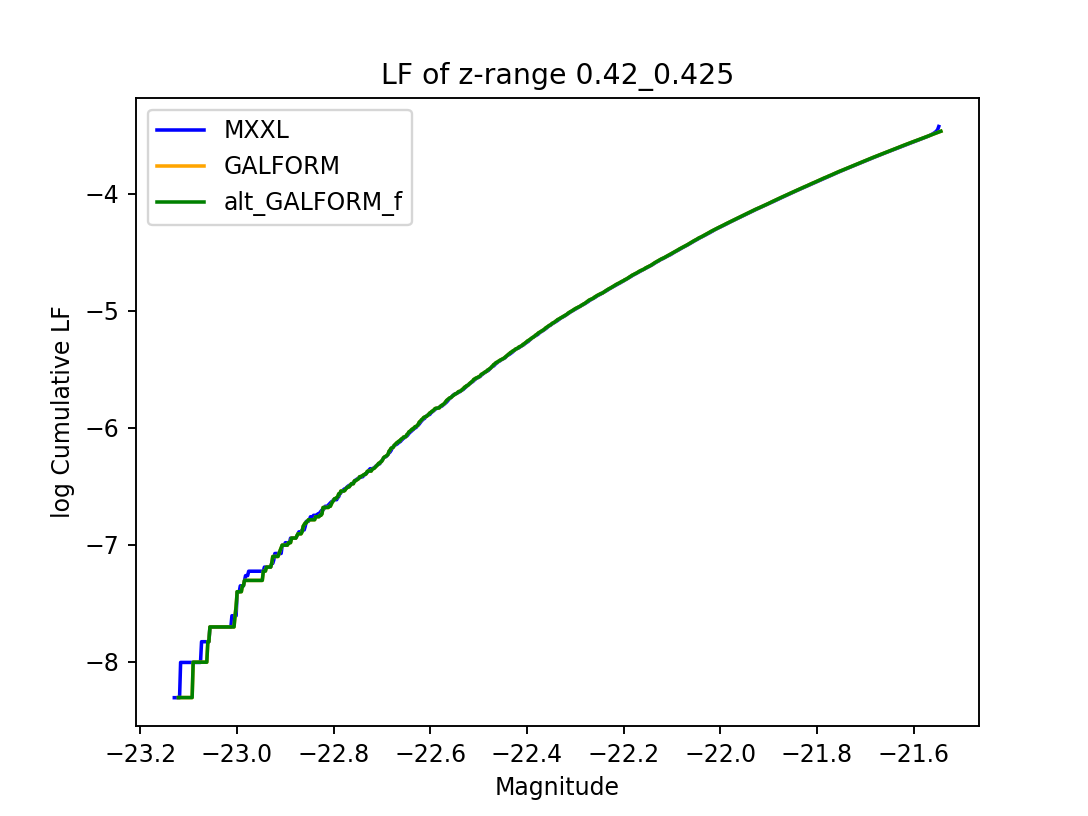 LF of z-range 0.42_0.425
MXXL
GALFORM
alt_GALFORM_f
log Cumulative LF
−4
−5
−6
−7
−8
−23.2 −23.0 −22.8 −22.6 −22.4 −22.2 −22.0 −21.8 −21.6
Magnitude